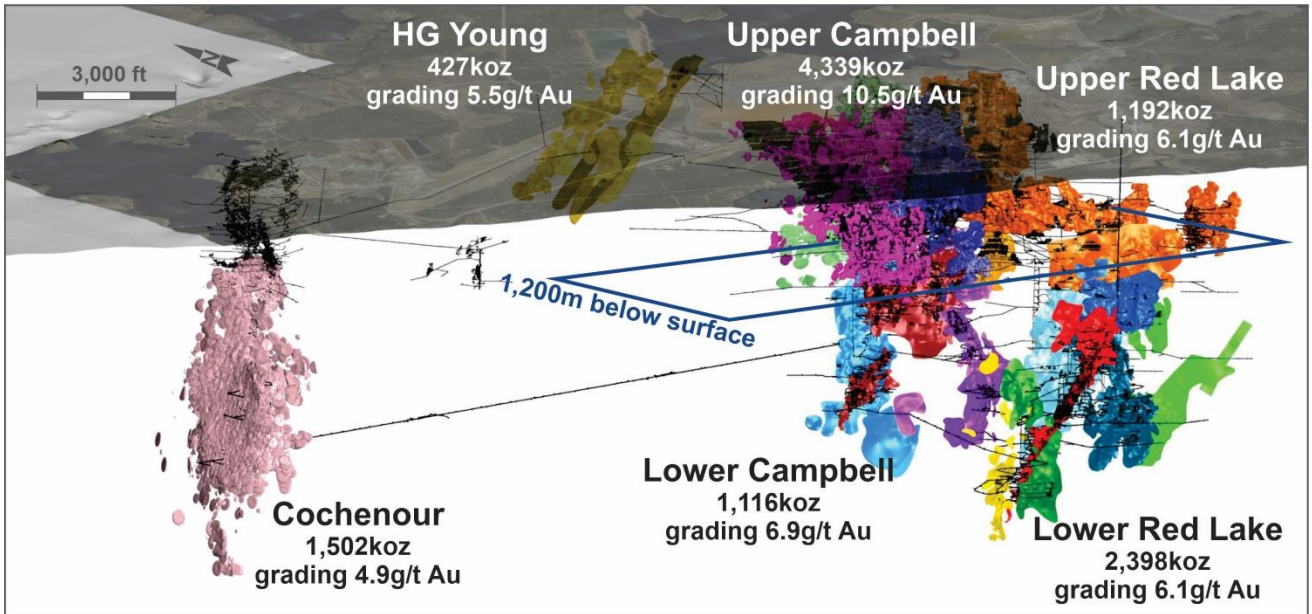 N
3,000 ft
HG Young
427koz
grading 5.5g/t Au
Upper Campbell
4,339koz
grading 10.5g/t Au
Upper Red Lake
1,192koz
grading 6.1g/t Au
1,200m below surface
Cochenour
1,502koz
grading 4.9g/t Au
Lower Campbell
1,116koz
grading 6.9g/t Au
Lower Red Lake
2,398koz
grading 6.1g/t Au